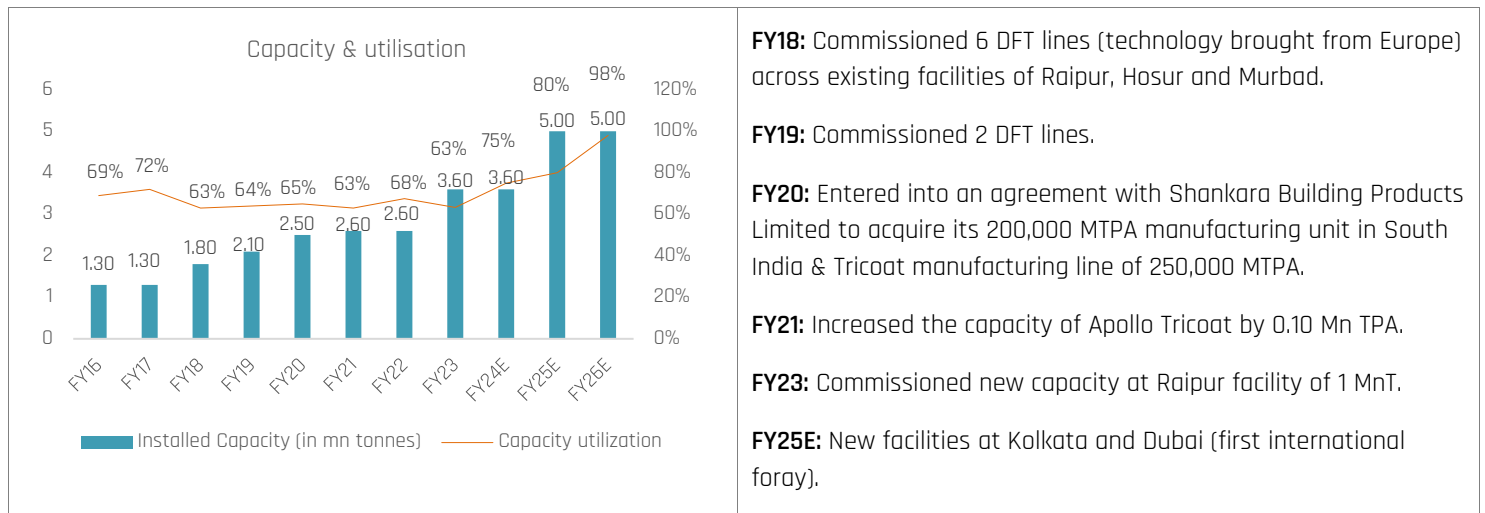 Capacity & utilisation
6
5
4
3
2
1
0
120%
100%
80%
60%
40%
20%
0%
69%
72%
63%
64%
65%
63%
68%
63%
75%
80%
98%
1.30
1.30
1.80
2.10
2.50
2.60
2.60
3.60
3.60
5.00
5.00
FY16
FY17
FY18
FY19
FY20
FY21
FY22
FY23
FY24E
FY25E
FY26E
Installed Capacity (in mn tonnes)
Capacity utilization
FY18: Commissioned 6 DFT lines (technology brought from Europe)
across existing facilities of Raipur, Hosur and Murbad.
FY19: Commissioned 2 DFT lines.
FY20: Entered into an agreement with Shankara Building Products
Limited to acquire its 200,000 MTPA manufacturing unit in South
India & Tricoat manufacturing line of 250,000 MTPA.
FY21: Increased the capacity of Apollo Tricoat by 0.10 Mn TPA.
FY23: Commissioned new capacity at Raipur facility of 1 MnT.
FY25E: New facilities at Kolkata and Dubai (first international
foray).